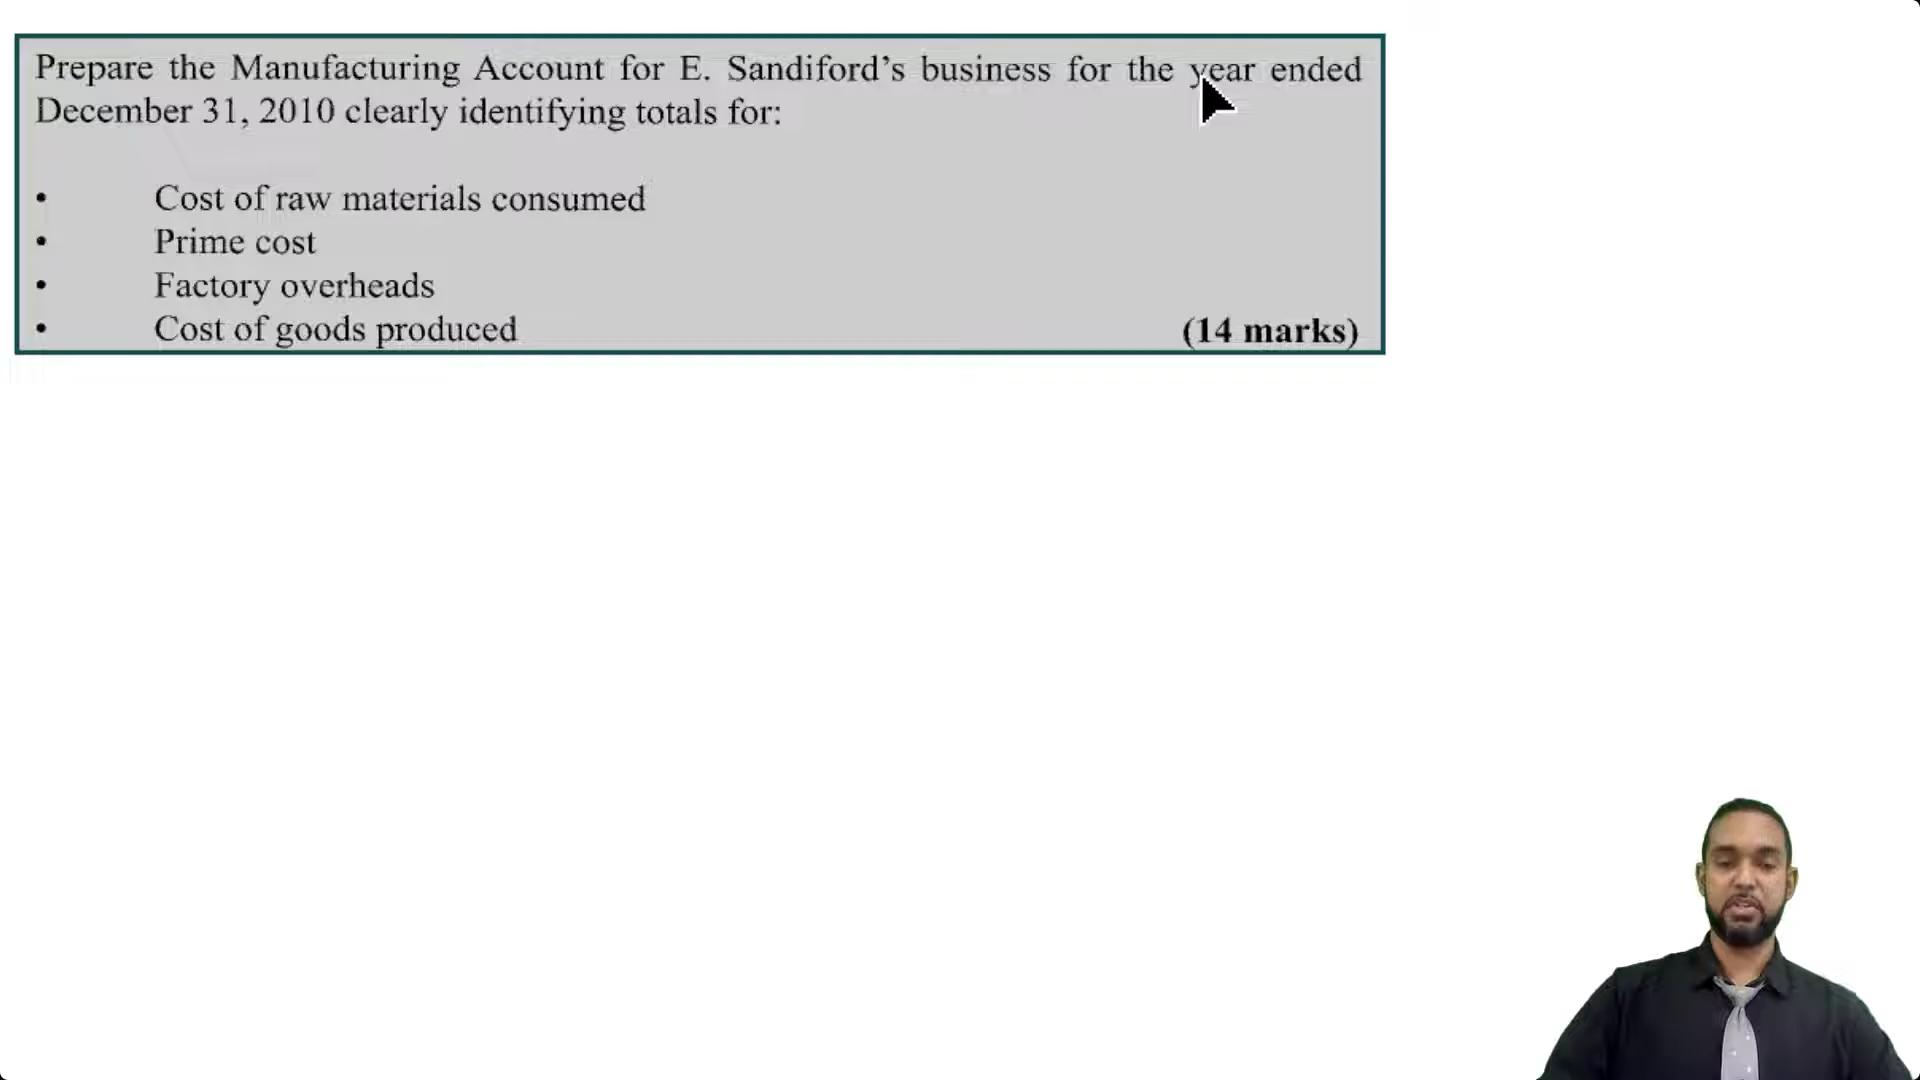 Prepare the Manufacturing Account for E. Sandiford's business for the year ended
December 31, 2010 clearly identifying totals for:
• Cost of raw materials consumed
• Prime cost
• Factory overheads
• Cost of goods produced (14 marks)